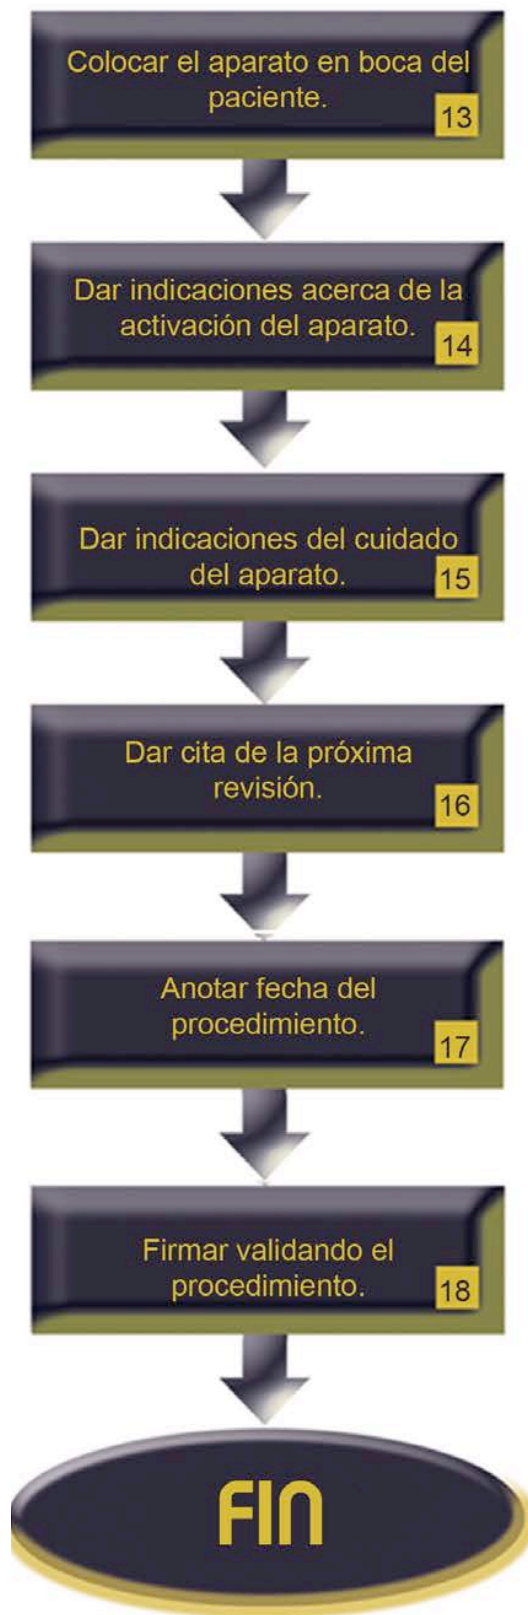 Colocar el aparato en boca del
paciente.
13
Dar indicaciones acerca de la
activación del aparato.
14
Dar indicaciones del cuidado
del aparato.
15
Dar cita de la próxima
revisión.
16
Anotar fecha del
procedimiento.
17
Firmar validando el
procedimiento.
18
FIN